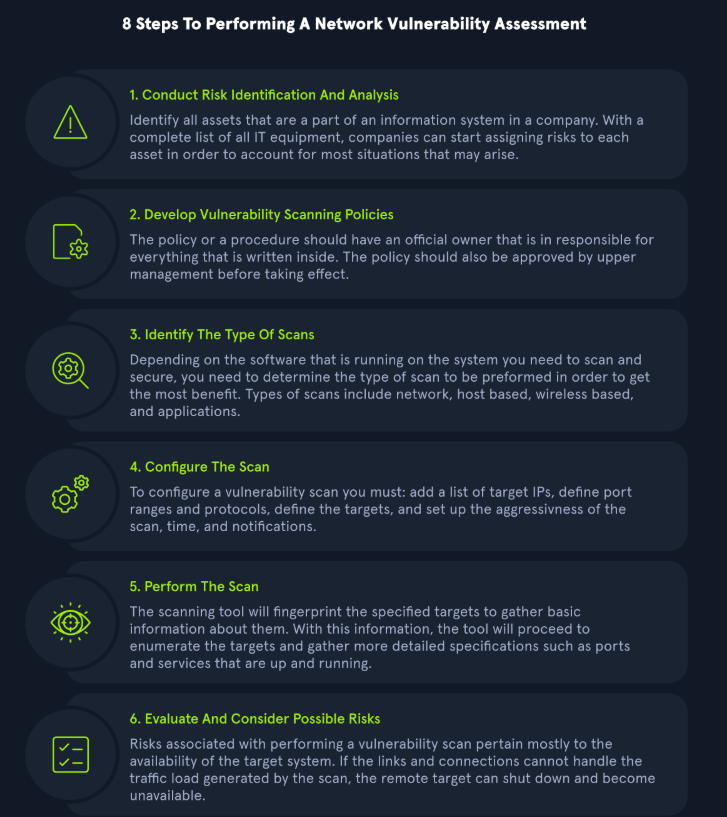 8 Steps To Performing A Network Vulnerability Assessment
1. Conduct Risk Identification And Analysis
Identify all assets that are a part of an information system in a company. With a
complete list of all IT equipment, companies can start assigning risks to each
asset in order to account for most situations that may arise.
2. Develop Vulnerability Scanning Policies
The policy or a procedure should have an official owner that is in responsible for
everything that is written inside. The policy should also be approved by upper
management before taking effect.
3. Identify The Type Of Scans
Depending on the software that is running on the system you need to scan and
secure, you need to determine the type of scan to be preformed in order to get
the most benefit. Types of scans include network, host based, wireless based,
and applications.
4. Configure The Scan
To configure a vulnerability scan you must: add a list of target IPs, define port
ranges and protocols, define the targets, and set up the aggressivness of the
scan, time, and notifications.
5. Perform The Scan
The scanning tool will fingerprint the specified targets to gather basic
information about them. With this information, the tool will proceed to
enumerate the targets and gather more detailed specifications such as ports
and services that are up and running.
6. Evaluate And Consider Possible Risks
Risks associated with performing a vulnerability scan pertain mostly to the
availability of the target system. If the links and connections cannot handle the
traffic load generated by the scan, the remote target can shut down and become
unavailable.